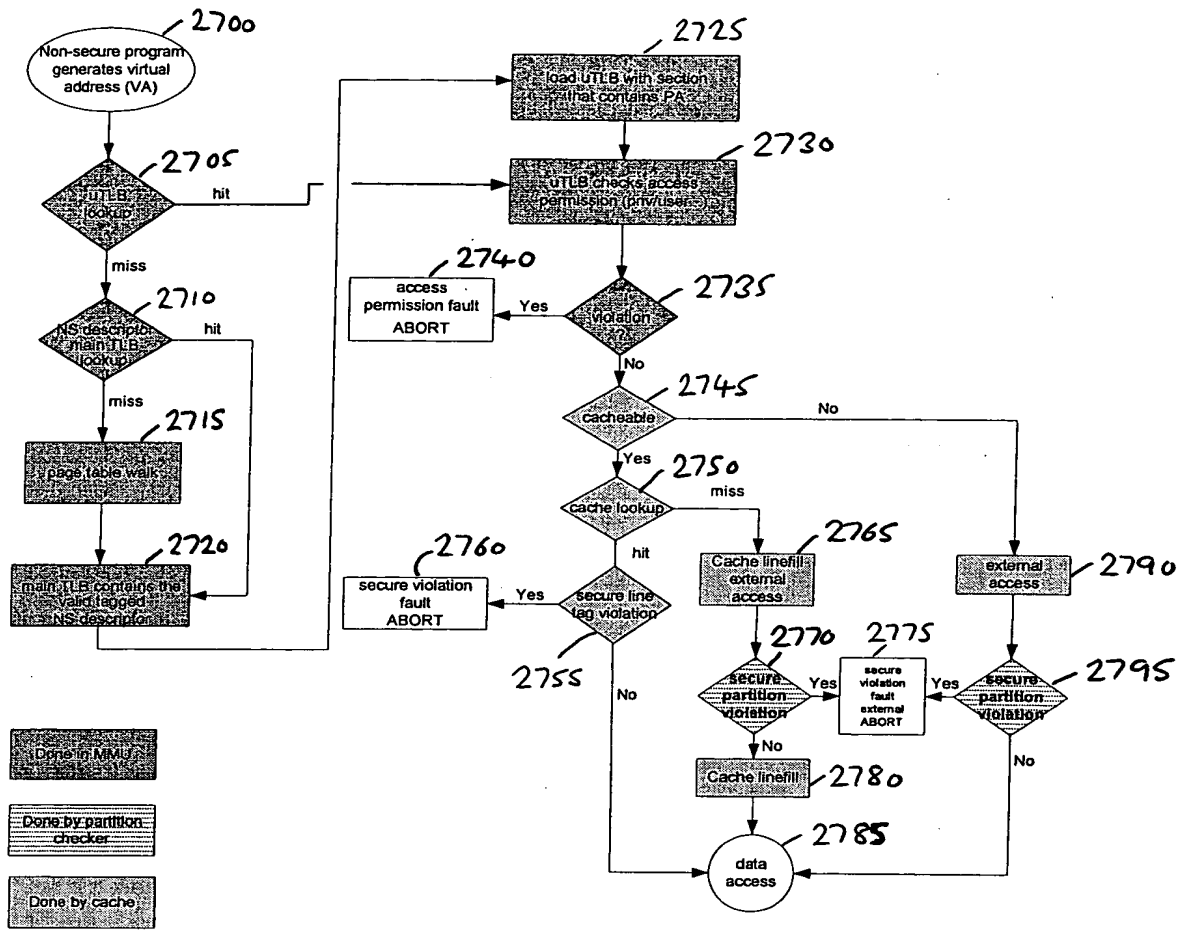 2700
Non-secure program
generates virtual
address (VA)
2705
uTLB
lookup
?
hit
miss
2710
NS descriptor
main TLB
lookup
hit
miss
2715
page table walk
2720
main TLB contains the
valid tagged
NS descriptor
2725
load uTLB with section
that contains PA
2730
uTLB checks access
permission (priv/user...)
2735
violation
?
Yes
2740
access
permission fault
ABORT
No
2745
cacheable
No
Yes
2750
cache lookup
miss
hit
2755
secure line
tag violation
Yes
2760
secure violation
fault
ABORT
No
2765
Cache linefill
external
access
2770
secure
partition
violation
Yes
2775
secure
violation
fault
external
ABORT
No
2780
Cache linefill
2785
data
access
2790
external
access
2795
secure
partition
violation
Yes
No
Done in MMU
Done by partition
checker
Done by cache